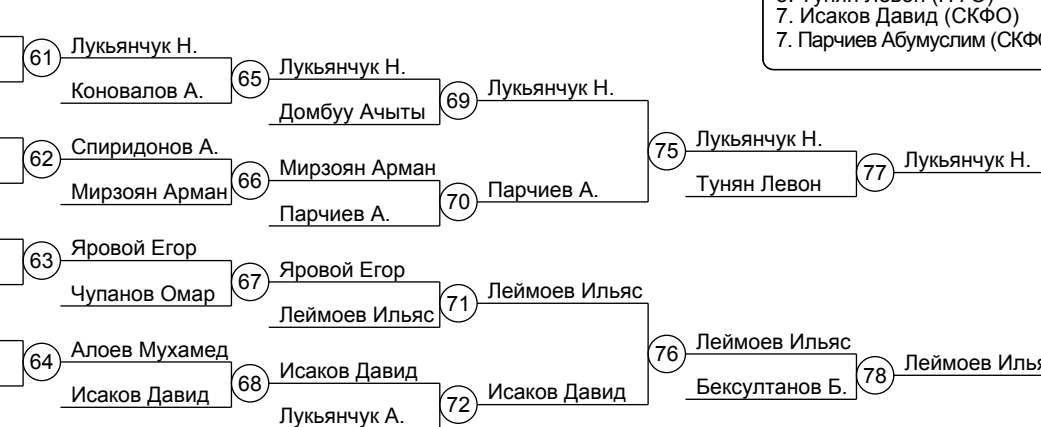 7. Исаков Давид (СКФО)
7. Парчиев Абумуслим (СКФО
61 Лукьянчук Н.
Коновалов А.
65 Лукьянчук Н.
Домбуу Ачыты
69 Лукьянчук Н.
62 Спиридонов А.
Мирзоян Арман
66 Мирзоян Арман
Парчиев А.
70 Парчиев А.
75 Лукьянчук Н.
Тунян Левон
77 Лукьянчук Н.
63 Яровой Егор
Чупанов Омар
67 Яровой Егор
Леймоев Ильяс
71 Леймоев Ильяс
64 Алоев Мухамед
Исаков Давид
68 Исаков Давид
Лукьянчук А.
72 Исаков Давид
76 Леймоев Ильяс
Бексултанов Б.
78 Леймоев Илья